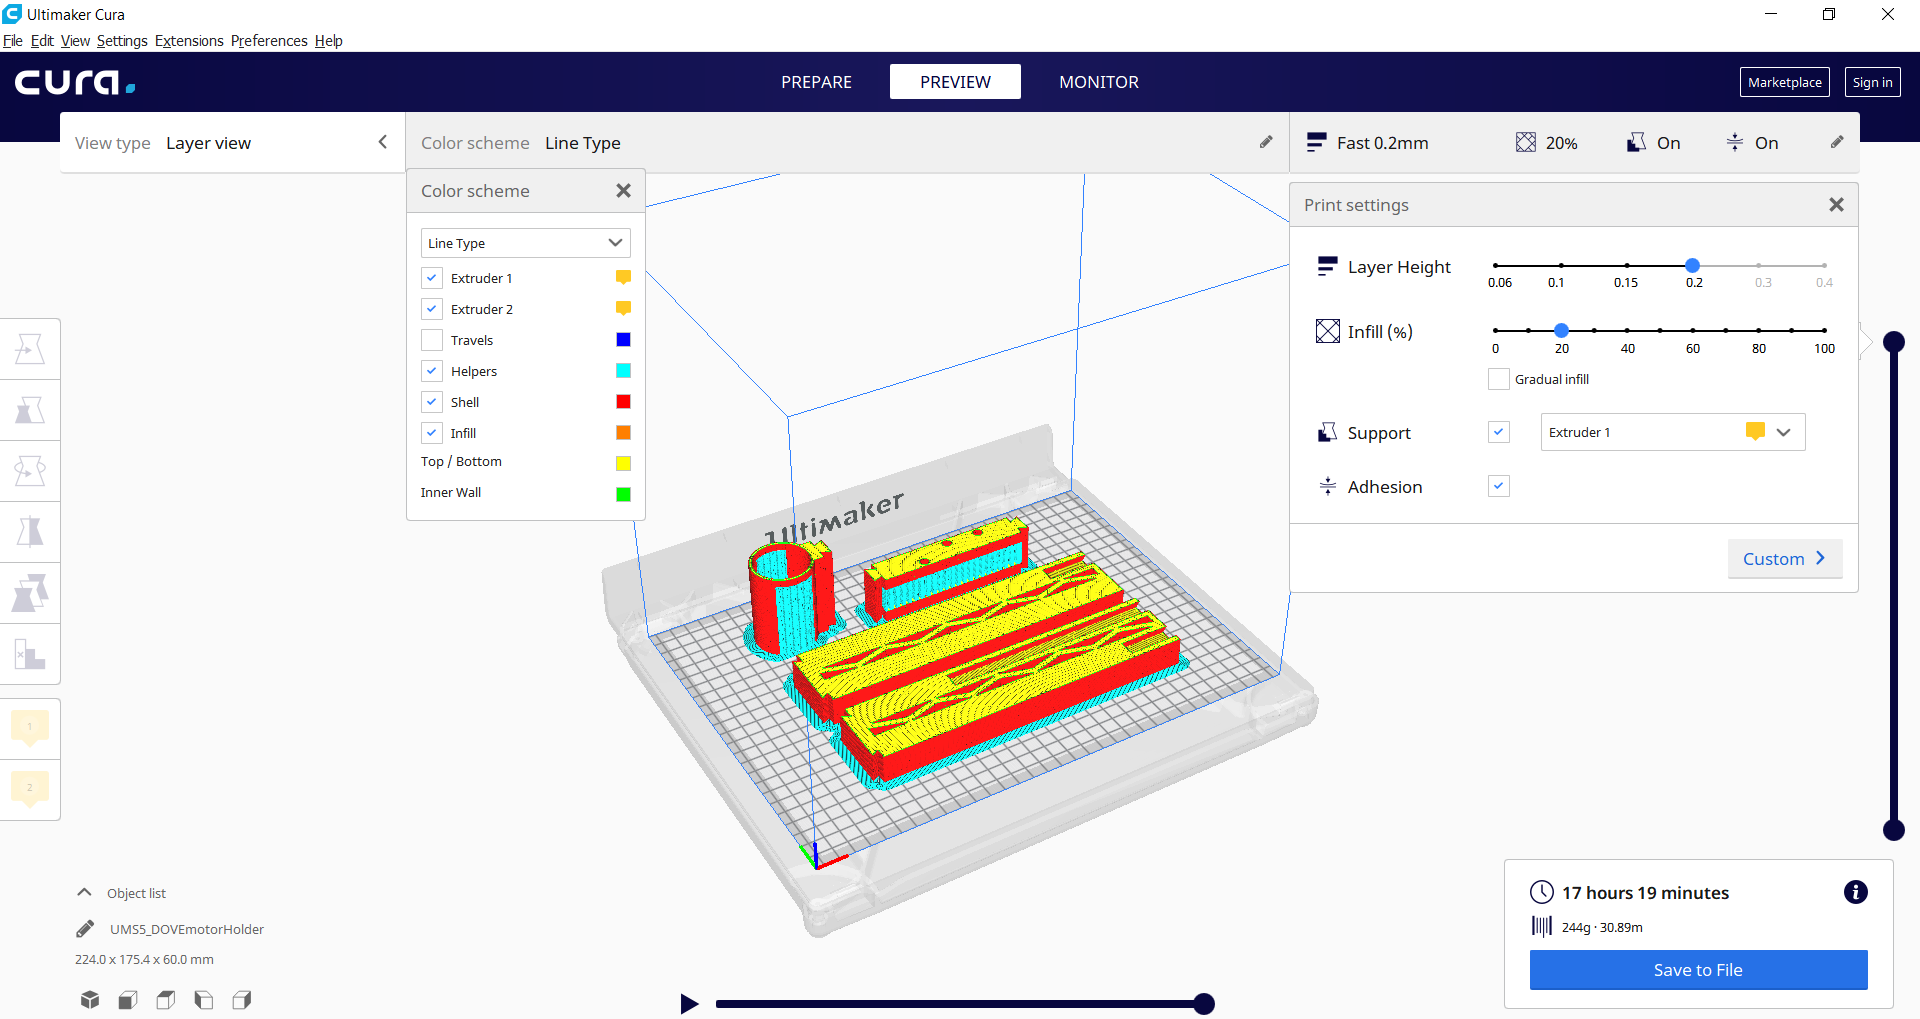 Ultimaker Cura
File Edit View Settings Extensions Preferences Help
cura.
PREPARE
PREVIEW
MONITOR
Marketplace
Sign in
View type Layer view
Color scheme Line Type
Fast 0.2mm
20%
On
On
Color scheme
Line Type
Extruder 1
Extruder 2
Travels
Helpers
Shell
Infill
Top / Bottom
Inner Wall
Print settings
Layer Height
0.06 0.1 0.15 0.2 0.3 0.4
Infill (%)
0 20 40 60 80 100
Gradual infill
Support
Extruder 1
Adhesion
Custom
Ultimaker
1
2
Object list
UMS5_DOVEmotorHolder
224.0 x 175.4 x 60.0 mm
17 hours 19 minutes
244g · 30.89m
Save to File